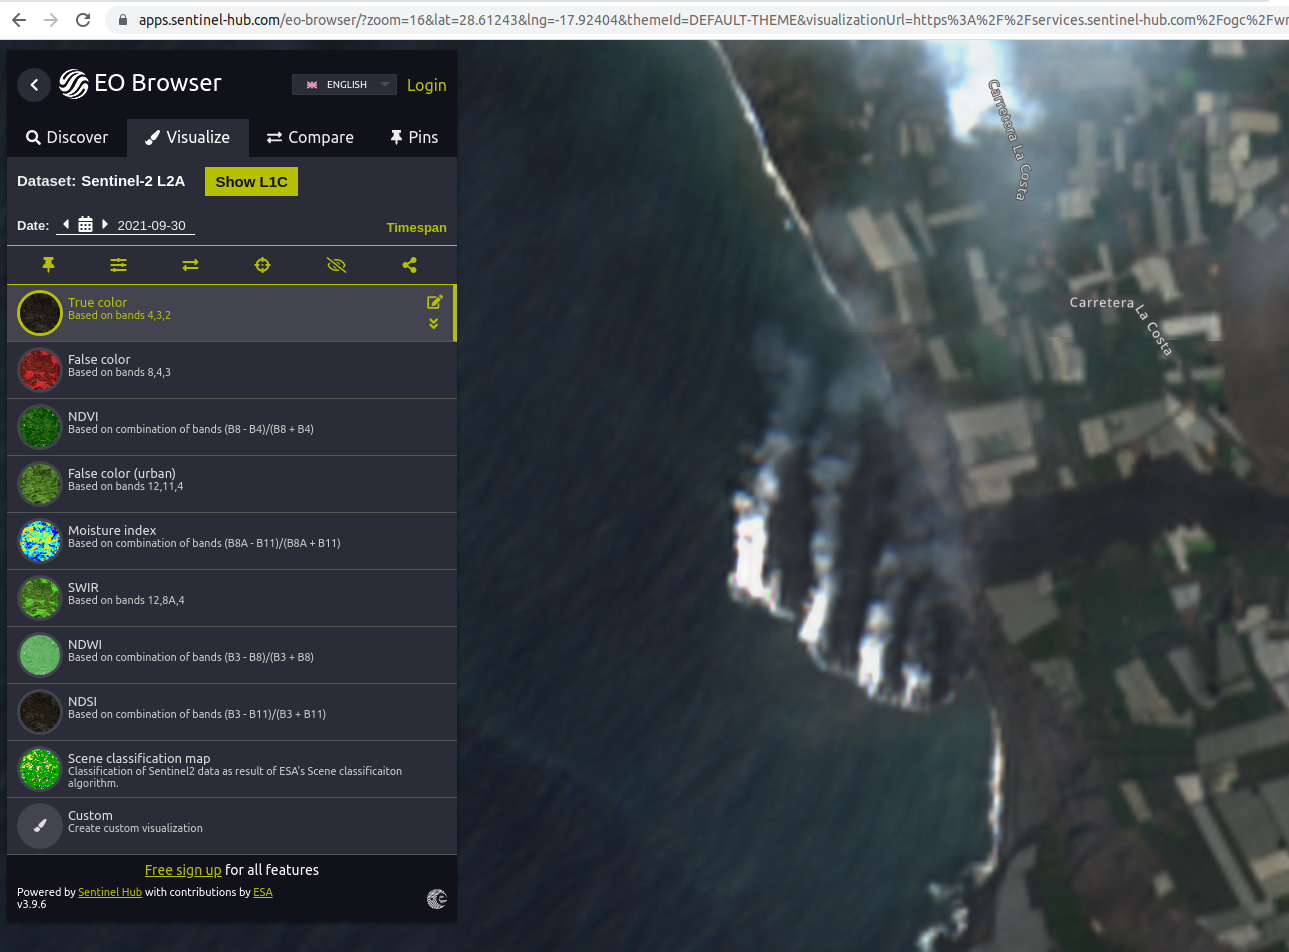 apps.sentinel-hub.com/eo-browser/?zoom=16&lat=28.61243&lng=-17.92404&themeId=DEFAULT-THEME&visualizationUrl=https%3A%2F%2Fservices.sentinel-hub.com%2Fogc%2Fwm
EO Browser
ENGLISH
Login
Discover
Visualize
Compare
Pins
Dataset: Sentinel-2 L2A
Show L1C
Date:
2021-09-30
Timespan
True color
Based on bands 4,3,2
False color
Based on bands 8,4,3
NDVI
Based on combination of bands (B8 - B4)/(B8 + B4)
False color (urban)
Based on bands 12,11,4
Moisture index
Based on combination of bands (B8A - B11)/(B8A + B11)
SWIR
Based on bands 12,8A,4
NDWI
Based on combination of bands (B3 - B8)/(B3 + B8)
NDSI
Based on combination of bands (B3 - B11)/(B3 + B11)
Scene classification map
Classification of Sentinel2 data as result of ESA's Scene classificaiton
algorithm.
Custom
Create custom visualization
Free sign up for all features
Powered by Sentinel Hub with contributions by ESA
v3.9.6
Carretera La Costa
Carretera La Costa